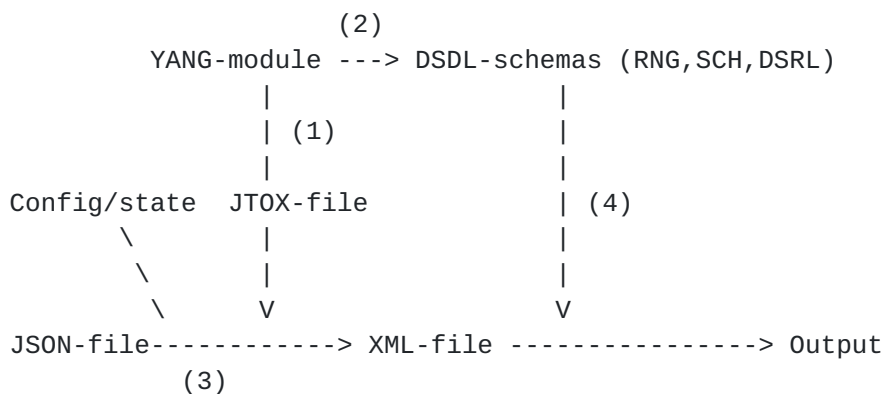 (2)
YANG-module ---> DSDL-schemas (RNG,SCH,DSRL)
| |
| (1) |
| |
Config/state JTOX-file | (4)
\ | |
\ | |
\ V V
JSON-file------------> XML-file ----------------> Output
(3)